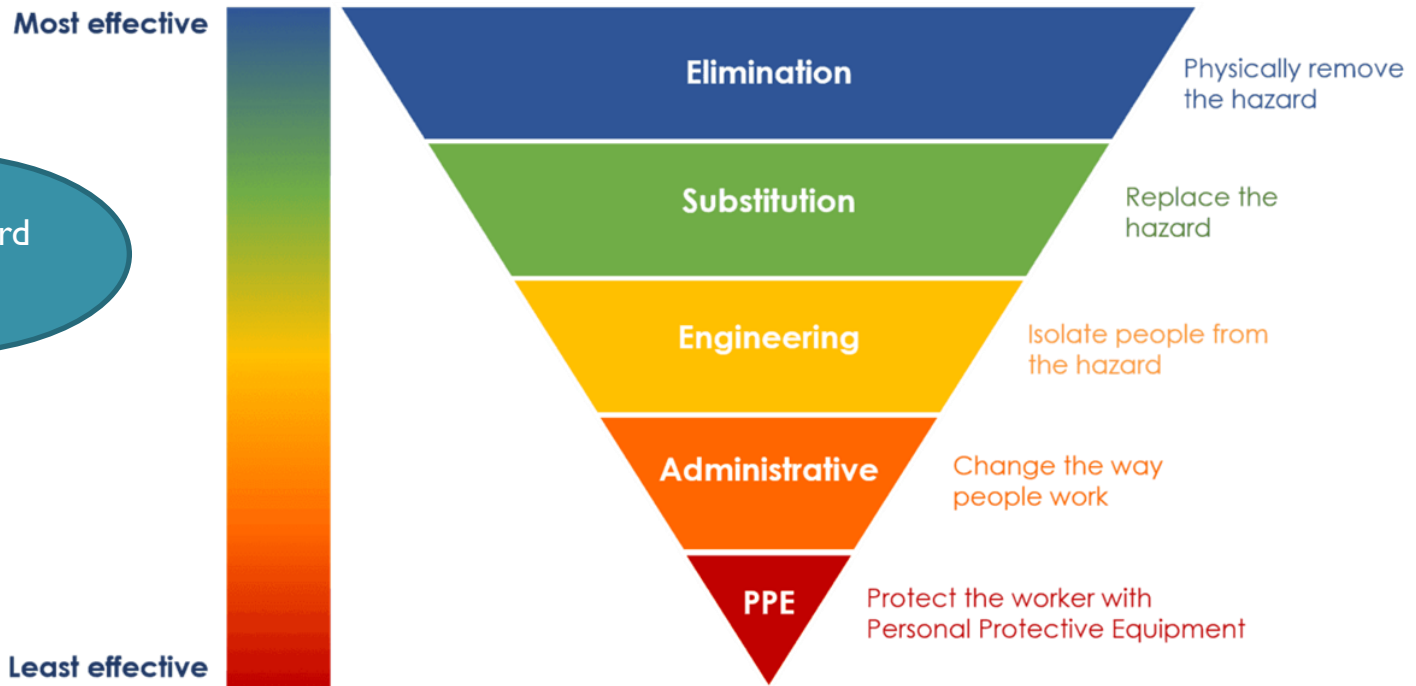 Most effective
Elimination
Physically remove
the hazard
Substitution
Replace the
hazard
Engineering
Isolate people from
the hazard
Administrative
Change the way
people work
PPE
Protect the worker with
Personal Protective Equipment
Least effective